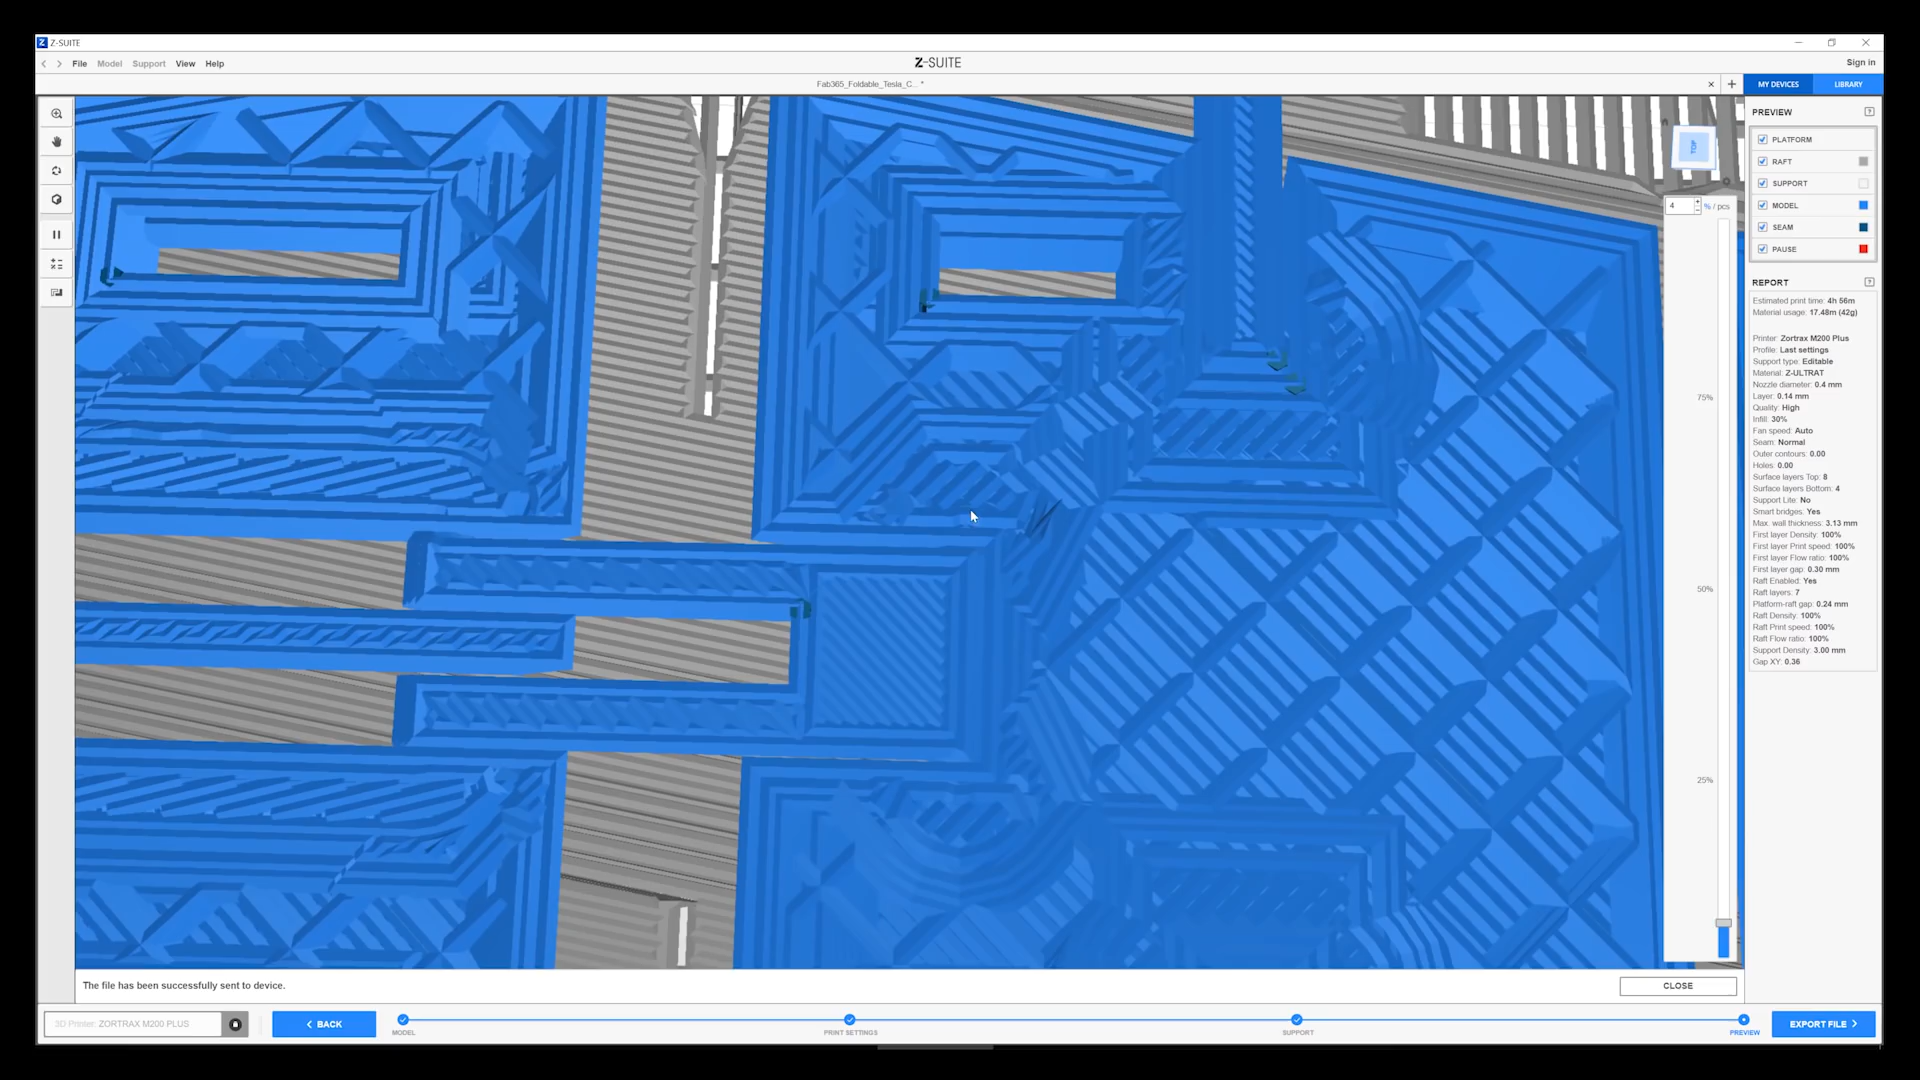 Z-SUITE
File Model Support View Help
Z-SUITE
Sign in
Fab365_Foldable_Tesla_C... *
MY DEVICES
LIBRARY
PREVIEW
PLATFORM
RAFT
SUPPORT
MODEL
SEAM
PAUSE
TOP
4 % / pcs
75%
50%
25%
REPORT
Estimated print time: 4h 56m
Material usage: 17.48m (42g)
Printer: Zortrax M200 Plus
Profile: Last settings
Support type: Editable
Material: Z-ULTRAT
Nozzle diameter: 0.4 mm
Layer: 0.14 mm
Quality: High
Infill: 30%
Fan speed: Auto
Seam: Normal
Outer contours: 0.00
Holes: 0.00
Surface layers Top: 8
Surface layers Bottom: 4
Support Lite: No
Smart bridges: Yes
Max. wall thickness: 3.13 mm
First layer Density: 100%
First layer Print speed: 100%
First layer Flow ratio: 100%
First layer gap: 0.30 mm
Raft Enabled: Yes
Raft layers: 7
Platform-raft gap: 0.24 mm
Raft Density: 100%
Raft Print speed: 100%
Raft Flow ratio: 100%
Support Density: 3.00 mm
Gap XY: 0.36
The file has been successfully sent to device.
CLOSE
3D Printer: ZORTRAX M200 PLUS
BACK
MODEL
PRINT SETTINGS
SUPPORT
PREVIEW
EXPORT FILE